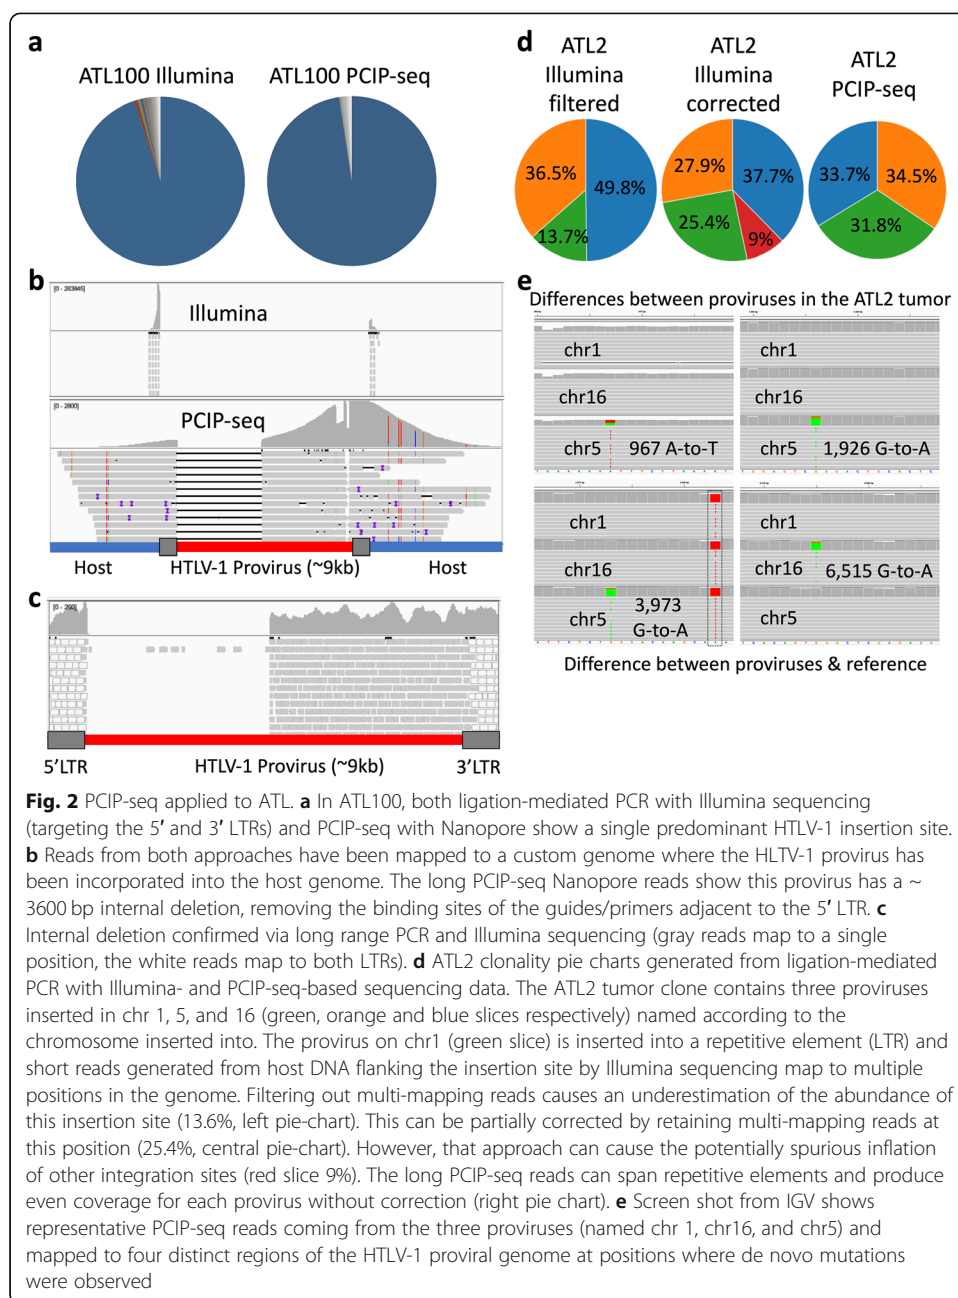 a
ATL100 Illumina
ATL100 PCIP-seq
d
ATL2
Illumina
filtered
ATL2
Illumina
corrected
ATL2
PCIP-seq
36.5%
49.8%
13.7%
27.9%
37.7%
25.4%
9%
33.7%
34.5%
31.8%
b
[0 - 263845]
Illumina
[0 - 2800]
PCIP-seq
Host
HTLV-1 Provirus (~9kb)
Host
c
[0 - 260]
5'LTR
HTLV-1 Provirus (~9kb)
3'LTR
e
Differences between proviruses in the ATL2 tumor
chr1
chr16
chr5
967 A-to-T
chr1
chr16
chr5
1,926 G-to-A
chr1
chr16
chr5
3,973
G-to-A
chr1
chr16
6,515 G-to-A
chr5
Difference between proviruses & reference
Fig. 2 PCIP-seq applied to ATL. a In ATL100, both ligation-mediated PCR with Illumina sequencing
(targeting the 5′ and 3′ LTRs) and PCIP-seq with Nanopore show a single predominant HTLV-1 insertion site.
b Reads from both approaches have been mapped to a custom genome where the HLTV-1 provirus has
been incorporated into the host genome. The long PCIP-seq Nanopore reads show this provirus has a ~
3600 bp internal deletion, removing the binding sites of the guides/primers adjacent to the 5′ LTR. c
Internal deletion confirmed via long range PCR and Illumina sequencing (gray reads map to a single
position, the white reads map to both LTRs). d ATL2 clonality pie charts generated from ligation-mediated
PCR with Illumina- and PCIP-seq-based sequencing data. The ATL2 tumor clone contains three proviruses
inserted in chr 1, 5, and 16 (green, orange and blue slices respectively) named according to the
chromosome inserted into. The provirus on chr1 (green slice) is inserted into a repetitive element (LTR) and
short reads generated from host DNA flanking the insertion site by Illumina sequencing map to multiple
positions in the genome. Filtering out multi-mapping reads causes an underestimation of the abundance of
this insertion site (13.6%, left pie-chart). This can be partially corrected by retaining multi-mapping reads at
this position (25.4%, central pie-chart). However, that approach can cause the potentially spurious inflation
of other integration sites (red slice 9%). The long PCIP-seq reads can span repetitive elements and produce
even coverage for each provirus without correction (right pie chart). e Screen shot from IGV shows
representative PCIP-seq reads coming from the three proviruses (named chr 1, chr16, and chr5) and
mapped to four distinct regions of the HTLV-1 proviral genome at positions where de novo mutations
were observed